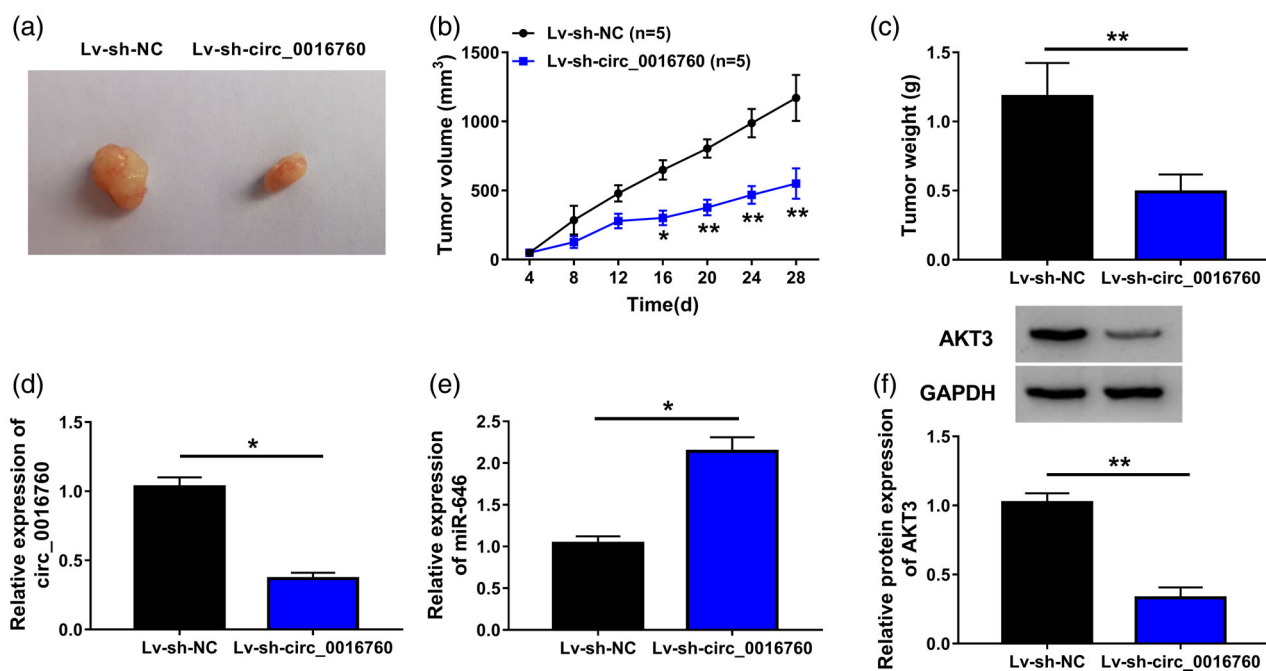 (a)
Lv-sh-NC
Lv-sh-circ_0016760
(b)
Lv-sh-NC (n=5)
Lv-sh-circ_0016760 (n=5)
Tumor volume (mm³)
1500
1000
500
0
*
**
**
**
4
8
12
16
20
24
28
Time(d)
(c)
Tumor weight (g)
1.5
1.0
0.5
0.0
**
Lv-sh-NC
Lv-sh-circ_0016760
(d)
Relative expression of
circ_0016760
1.5
1.0
0.5
0.0
*
Lv-sh-NC
Lv-sh-circ_0016760
(e)
Relative expression
of miR-646
2.5
2.0
1.5
1.0
0.5
0.0
*
Lv-sh-NC
Lv-sh-circ_0016760
(f)
AKT3
GAPDH
Relative protein expression
of AKT3
1.5
1.0
0.5
0.0
**
Lv-sh-NC
Lv-sh-circ_0016760